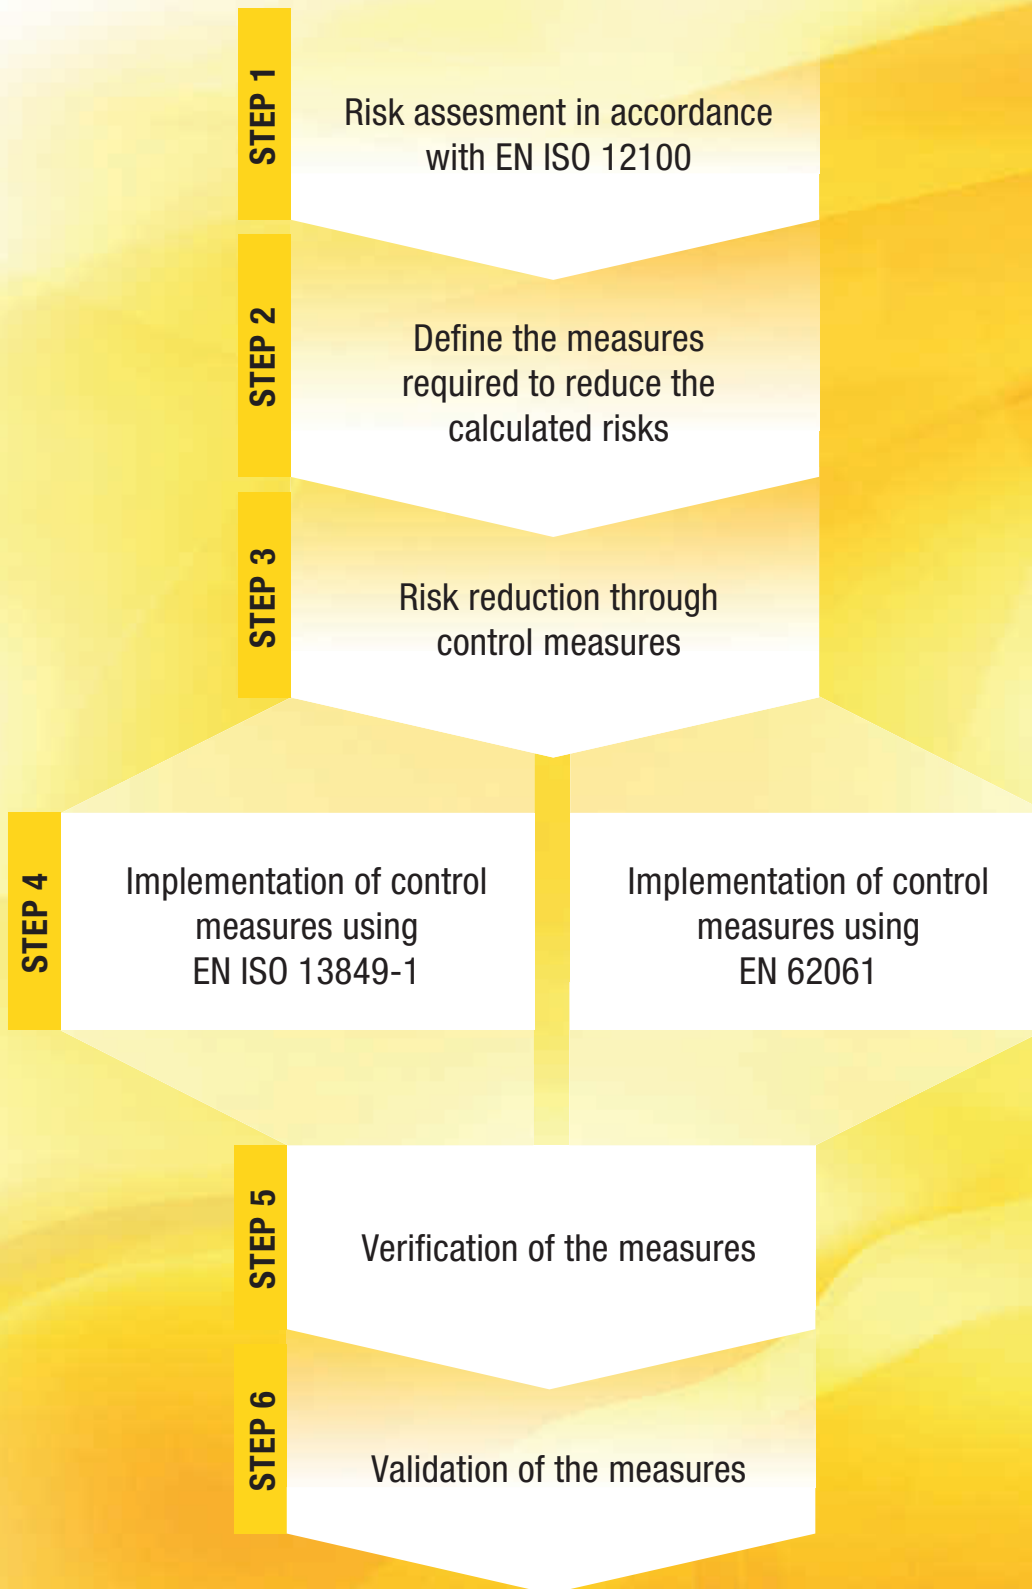 STEP 1
Risk assesment in accordance
with EN ISO 12100
STEP 2
Define the measures
required to reduce the
calculated risks
STEP 3
Risk reduction through
control measures
STEP 4
Implementation of control
measures using
EN ISO 13849-1
Implementation of control
measures using
EN 62061
STEP 5
Verification of the measures
STEP 6
Validation of the measures